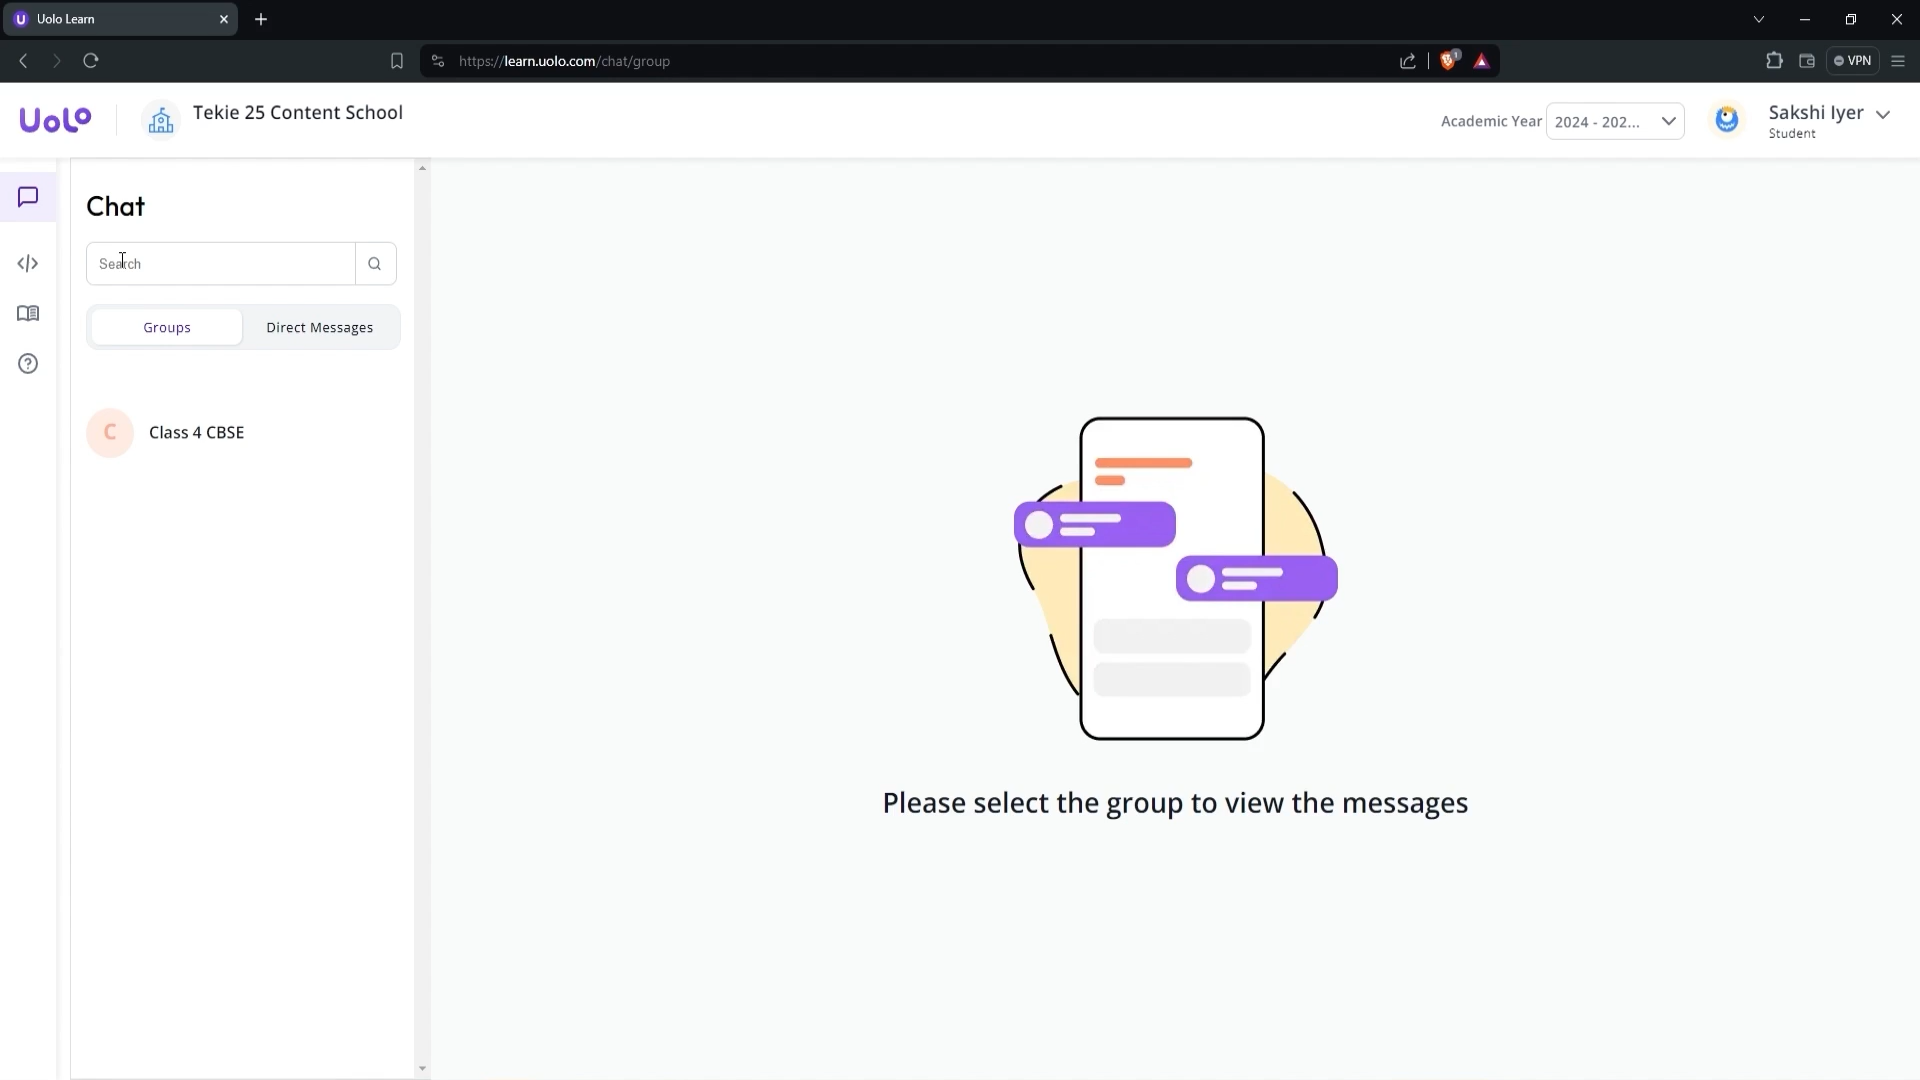 Uolo Learn
https://learn.uolo.com/chat/group
1
VPN
Uolo
Tekie 25 Content School
Academic Year
2024 - 202...
Sakshi Iyer
Student
Chat
Search
Groups
Direct Messages
C
Class 4 CBSE
Please select the group to view the messages